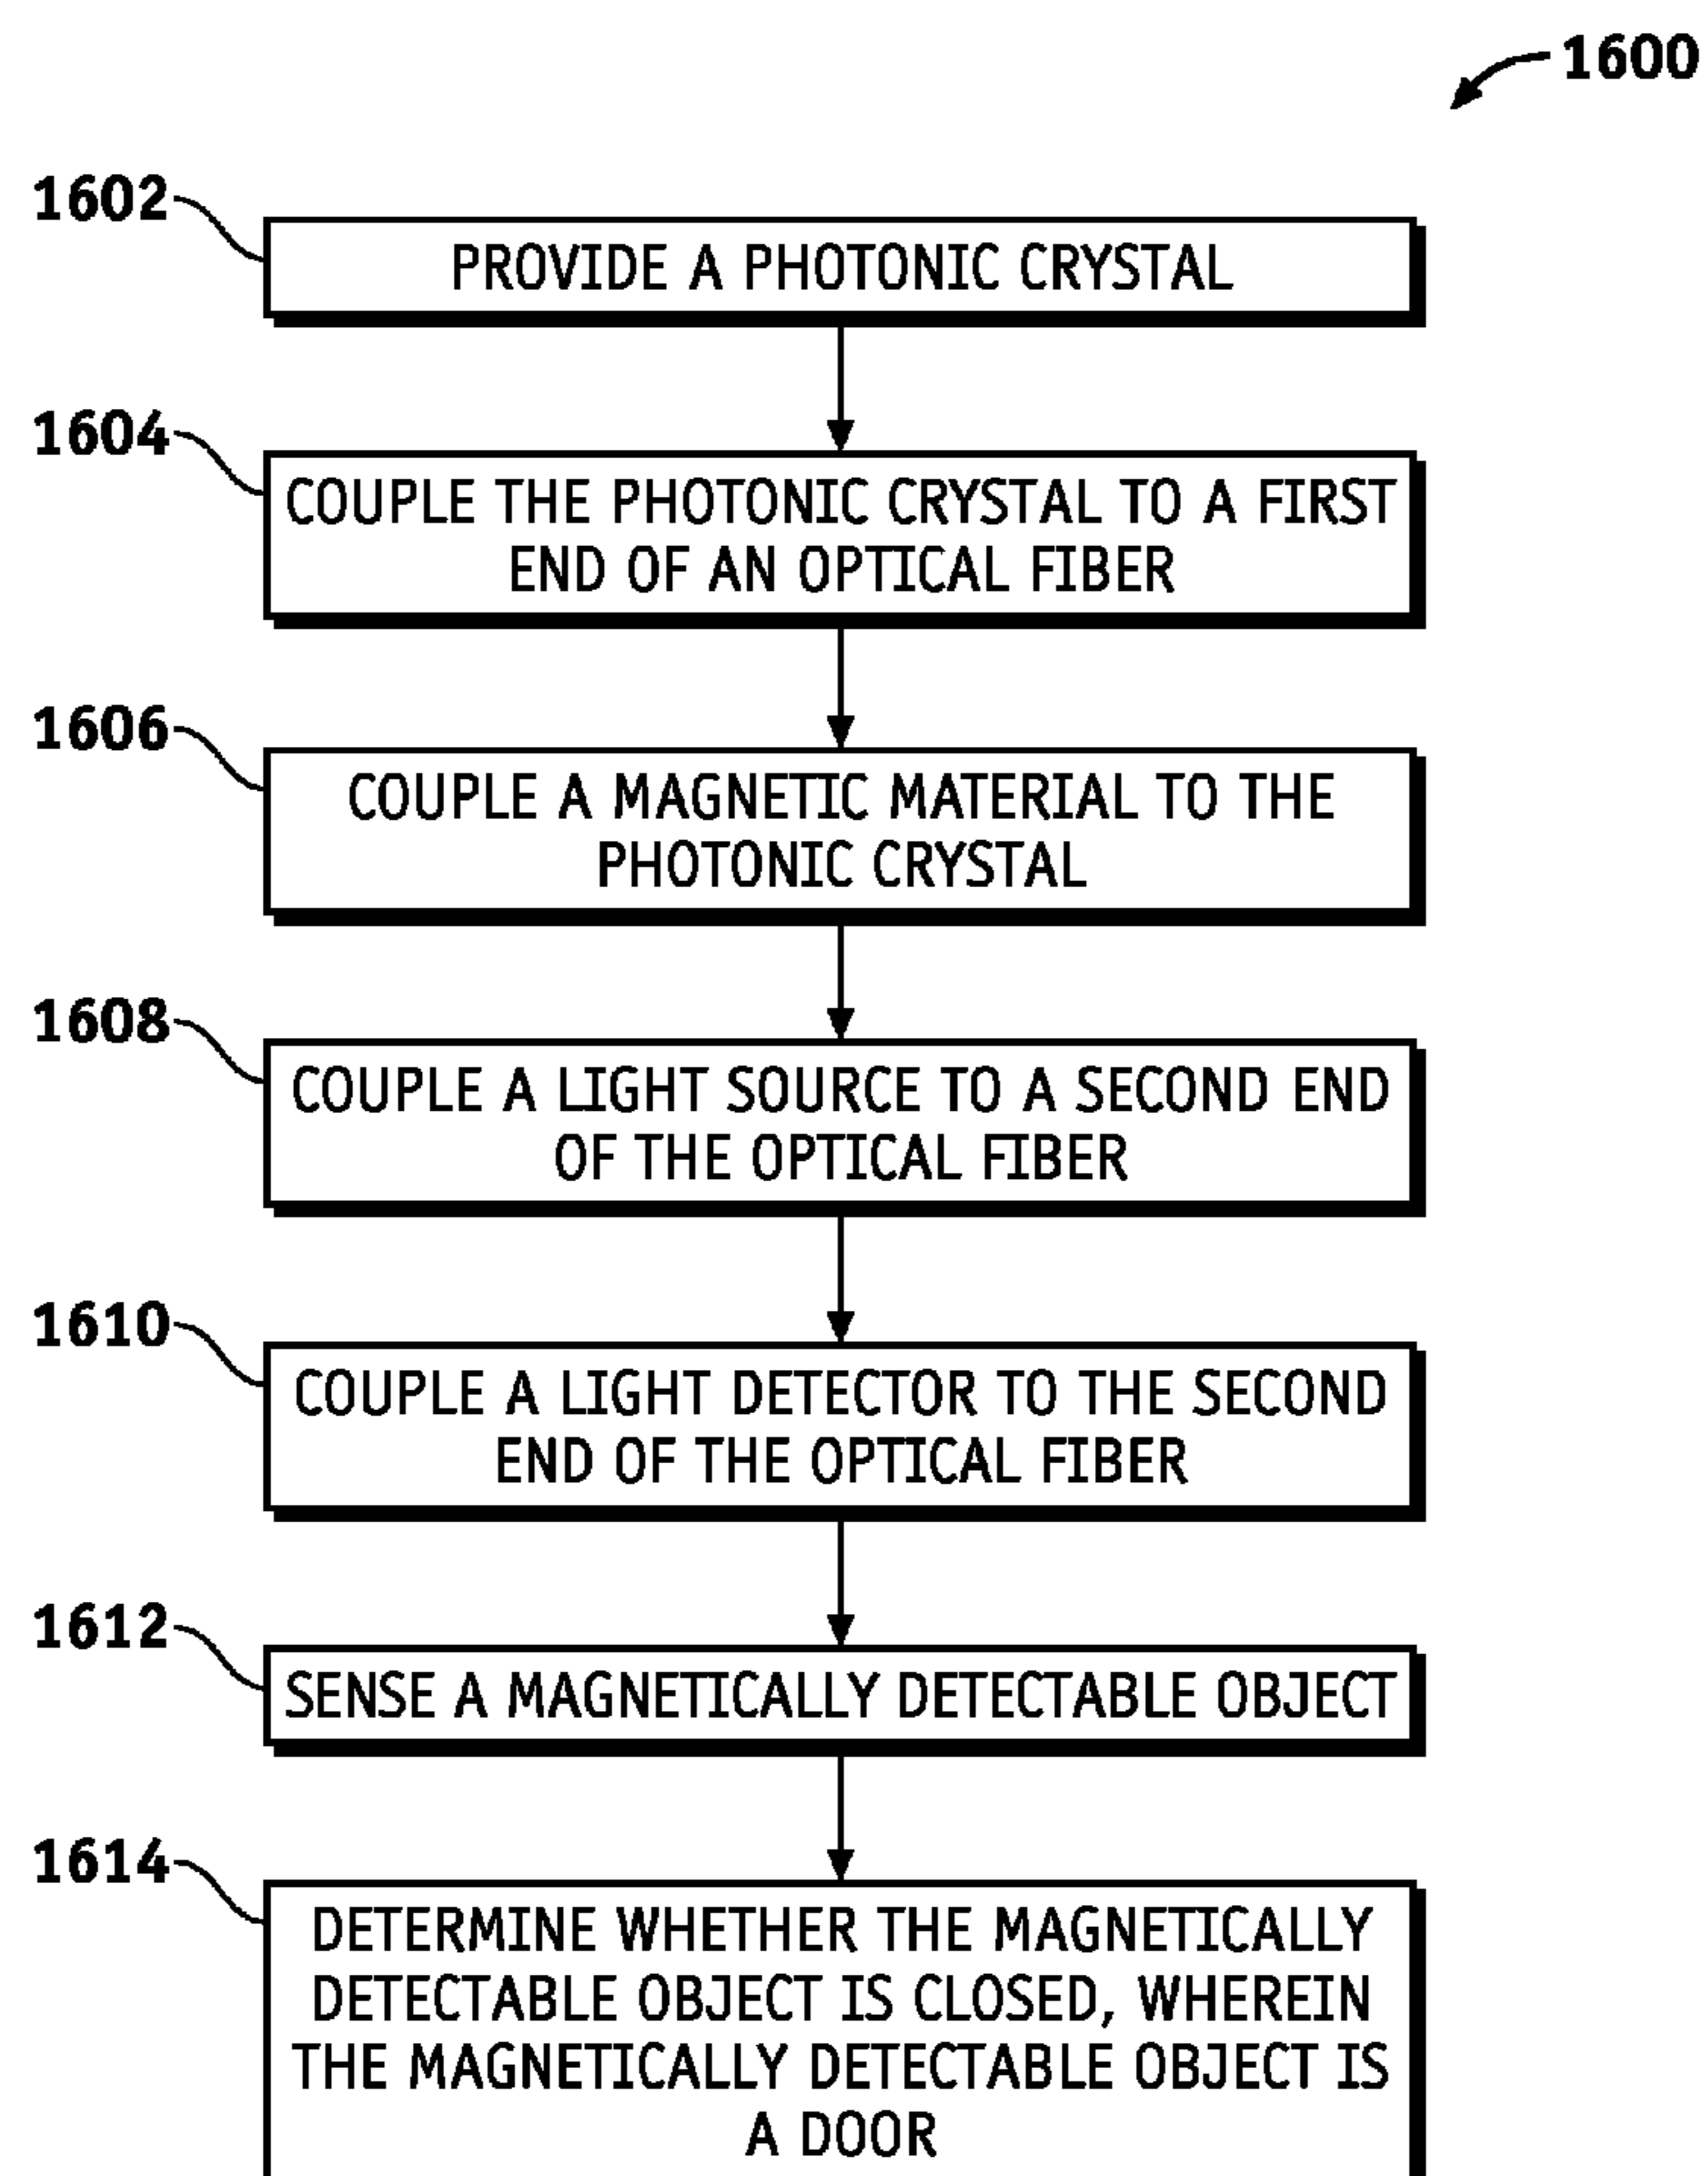 1600
1602
PROVIDE A PHOTONIC CRYSTAL
1604
COUPLE THE PHOTONIC CRYSTAL TO A FIRST
END OF AN OPTICAL FIBER
1606
COUPLE A MAGNETIC MATERIAL TO THE
PHOTONIC CRYSTAL
1608
COUPLE A LIGHT SOURCE TO A SECOND END
OF THE OPTICAL FIBER
1610
COUPLE A LIGHT DETECTOR TO THE SECOND
END OF THE OPTICAL FIBER
1612
SENSE A MAGNETICALLY DETECTABLE OBJECT
1614
DETERMINE WHETHER THE MAGNETICALLY
DETECTABLE OBJECT IS CLOSED, WHEREIN
THE MAGNETICALLY DETECTABLE OBJECT IS
A DOOR